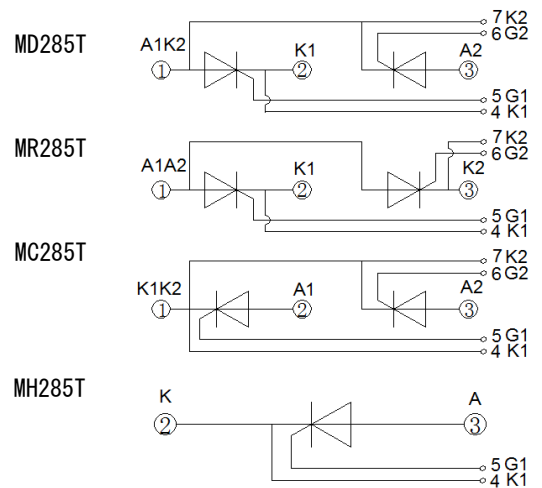 7 K2
6 G2
MD285T
A1K2 K1 A2
1 2 3
5 G1
4 K1
7 K2
MR285T
6 G2
A1A2 K1 K2
1 2 3
5 G1
4 K1
MC285T
7 K2
6 G2
K1K2 A1 A2
1 2 3
5 G1
4 K1
MH285T
K A
2 3
5 G1
4 K1